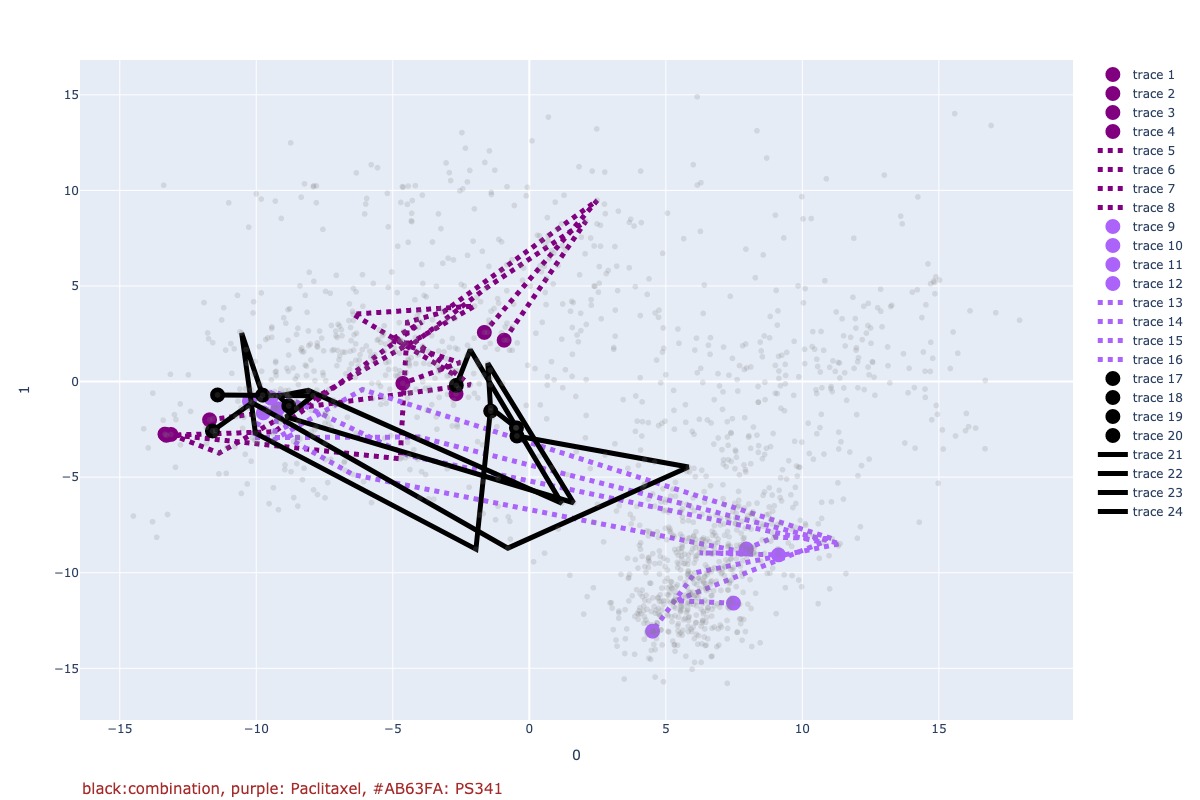 15
10
5
0
−5
−10
−15
−15
−10
−5
0
5
10
15
0
1
trace 1
trace 2
trace 3
trace 4
trace 5
trace 6
trace 7
trace 8
trace 9
trace 10
trace 11
trace 12
trace 13
trace 14
trace 15
trace 16
trace 17
trace 18
trace 19
trace 20
trace 21
trace 22
trace 23
trace 24
black:combination, purple: Paclitaxel, #AB63FA: PS341